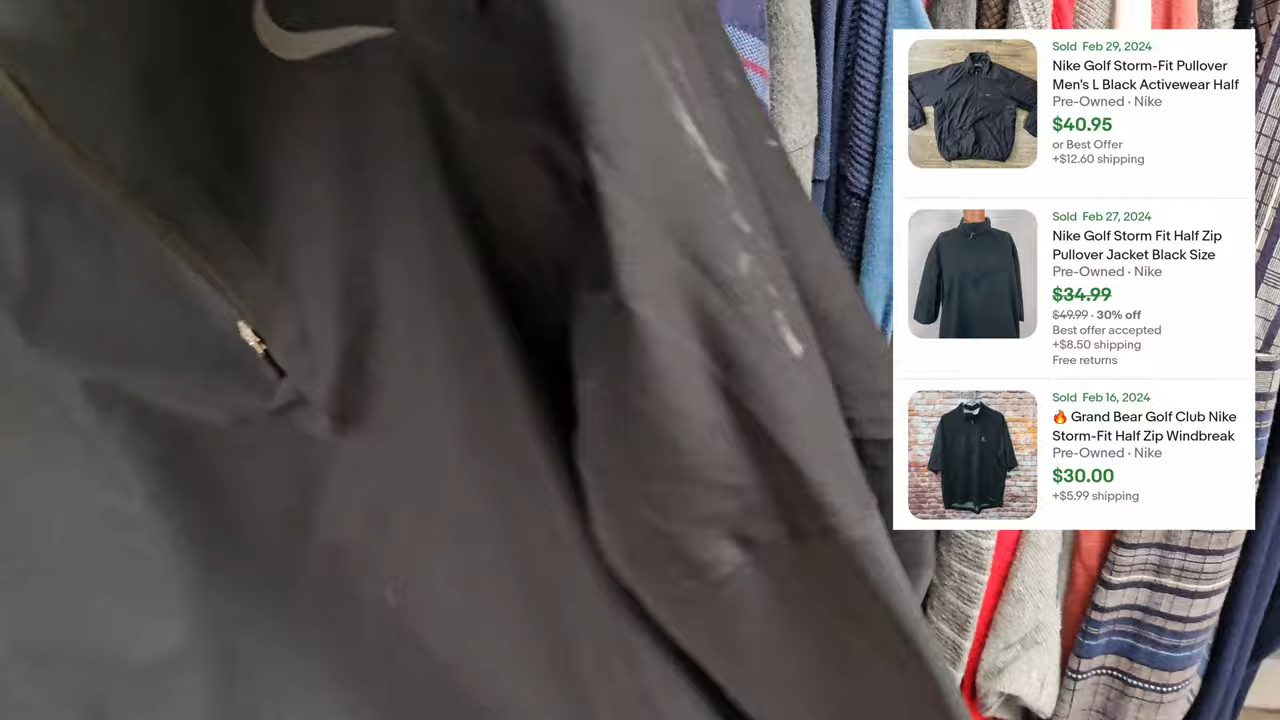 Sold Feb 29, 2024
Nike Golf Storm-Fit Pullover
Men's L Black Activewear Half
Pre-Owned · Nike
$40.95
or Best Offer
+$12.60 shipping
Sold Feb 27, 2024
Nike Golf Storm Fit Half Zip
Pullover Jacket Black Size
Pre-Owned · Nike
$34.99
$49.99 · 30% off
Best offer accepted
+$8.50 shipping
Free returns
Sold Feb 16, 2024
🔥 Grand Bear Golf Club Nike
Storm-Fit Half Zip Windbreak
Pre-Owned · Nike
$30.00
+$5.99 shipping